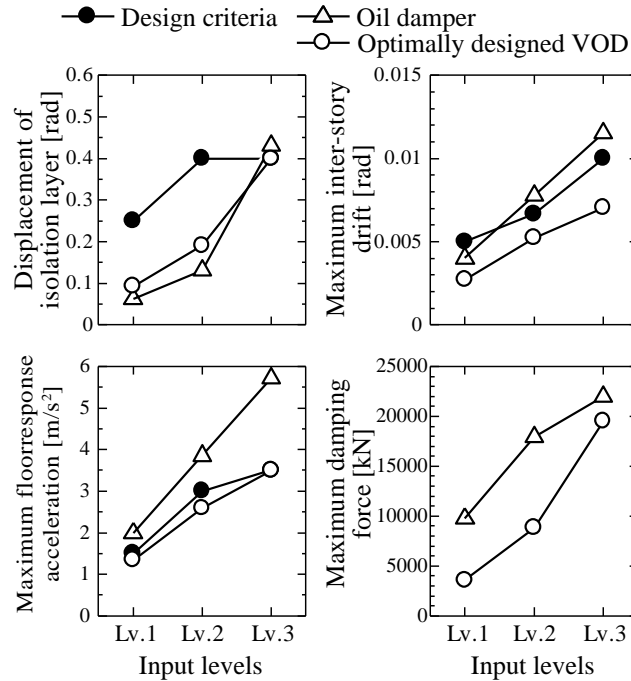 Design criteria
Oil damper
Optimally designed VOD
Displacement of
isolation layer [rad]
0.6
0.5
0.4
0.3
0.2
0.1
0
Maximum inter-story
drift [rad]
0.015
0.01
0.005
0
Maximum floorresponse
acceleration [m/s²]
6
5
4
3
2
1
0
Lv.1 Lv.2 Lv.3
Input levels
Maximum damping
force [kN]
25000
20000
15000
10000
5000
0
Lv.1 Lv.2 Lv.3
Input levels